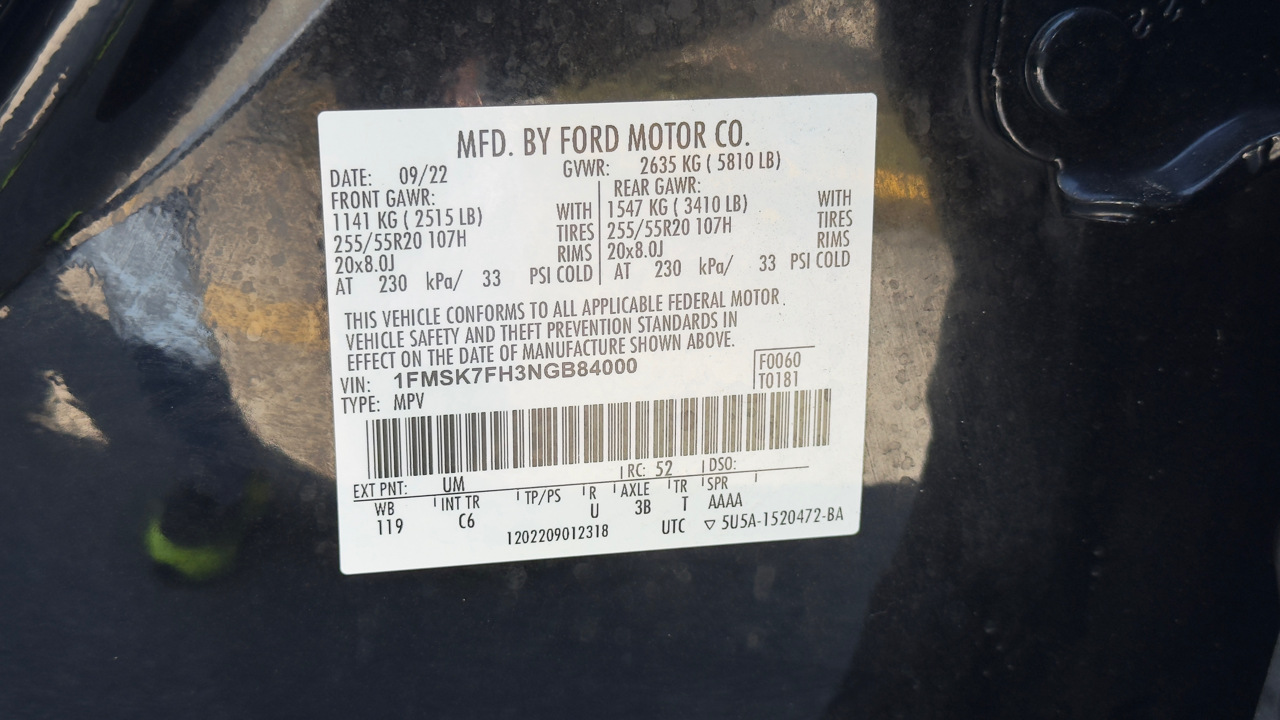 MFD. BY FORD MOTOR CO.
DATE: 09/22 GVWR: 2635 KG ( 5810 LB)
FRONT GAWR: REAR GAWR:
1141 KG ( 2515 LB) WITH 1547 KG ( 3410 LB) WITH
255/55R20 107H TIRES 255/55R20 107H TIRES
20x8.0J RIMS 20x8.0J RIMS
AT 230 kPa/ 33 PSI COLD AT 230 kPa/ 33 PSI COLD
THIS VEHICLE CONFORMS TO ALL APPLICABLE FEDERAL MOTOR
VEHICLE SAFETY AND THEFT PREVENTION STANDARDS IN
EFFECT ON THE DATE OF MANUFACTURE SHOWN ABOVE.
VIN: 1FMSK7FH3NGB84000 F0060
TYPE: MPV T0181
RC: 52 DSO:
EXT PNT: UM
WB INT TR TP/PS R AXLE TR SPR
119 C6 U 3B T AAAA
1202209012318 UTC ▽ 5U5A-1520472-BA